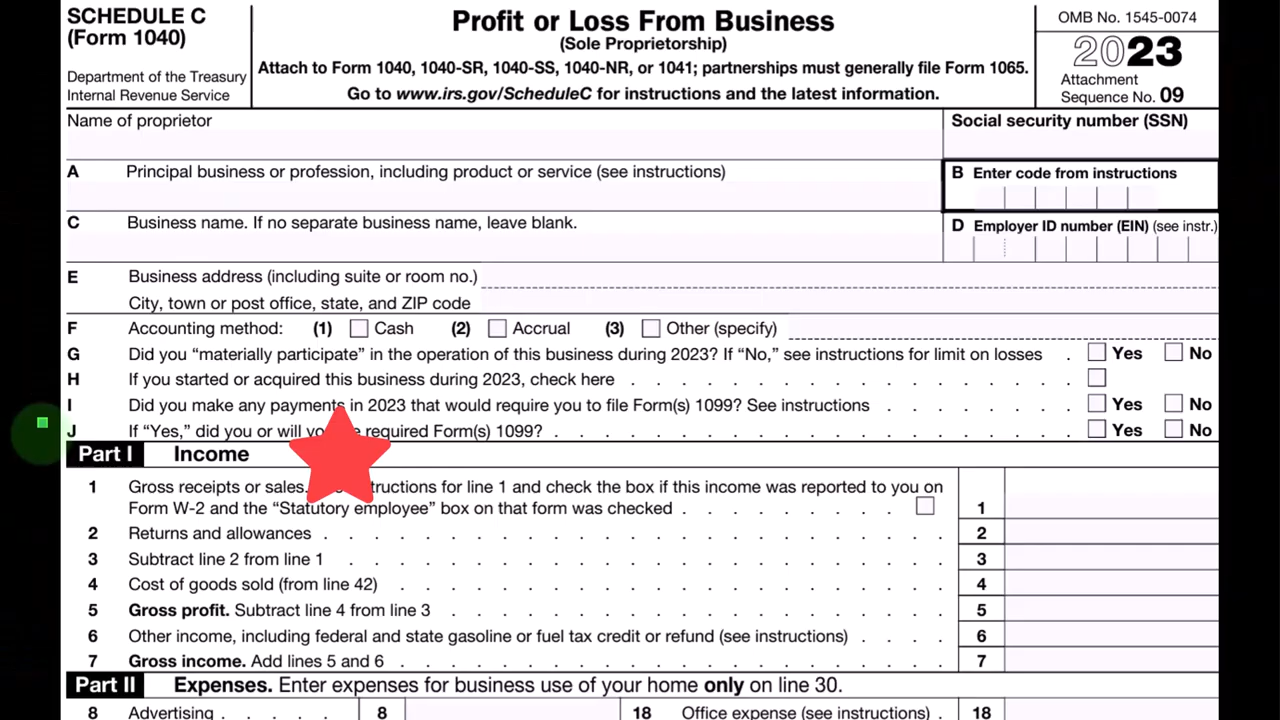 SCHEDULE C
(Form 1040)
Department of the Treasury
Internal Revenue Service
Profit or Loss From Business
(Sole Proprietorship)
Attach to Form 1040, 1040-SR, 1040-SS, 1040-NR, or 1041; partnerships must generally file Form 1065.
Go to www.irs.gov/ScheduleC for instructions and the latest information.
OMB No. 1545-0074
2023
Attachment
Sequence No. 09
Name of proprietor
Social security number (SSN)
A Principal business or profession, including product or service (see instructions)
B Enter code from instructions
C Business name. If no separate business name, leave blank.
D Employer ID number (EIN) (see instr.)
E Business address (including suite or room no.)
City, town or post office, state, and ZIP code
F Accounting method: (1) Cash (2) Accrual (3) Other (specify)
G Did you “materially participate” in the operation of this business during 2023? If “No,” see instructions for limit on losses . Yes No
H If you started or acquired this business during 2023, check here . . . . . . . . . . . . . . . . .
I Did you make any payments in 2023 that would require you to file Form(s) 1099? See instructions . . . . . . . Yes No
J If “Yes,” did you or will required Form(s) 1099? . . . . . . . . . . . . . . . . . . Yes No
Part I Income
1 Gross receipts or sales. for line 1 and check the box if this income was reported to you on
Form W-2 and the “Statutory employee” box on that form was checked . . . . . . . . . 1
2 Returns and allowances . . . . . . . . . . . . . . . . . . . . . 2
3 Subtract line 2 from line 1 . . . . . . . . . . . . . . . . . . . . 3
4 Cost of goods sold (from line 42) . . . . . . . . . . . . . . . . . . 4
5 Gross profit. Subtract line 4 from line 3 . . . . . . . . . . . . . . . . 5
6 Other income, including federal and state gasoline or fuel tax credit or refund (see instructions) . . . . 6
7 Gross income. Add lines 5 and 6 . . . . . . . . . . . . . . . . . . 7
Part II Expenses. Enter expenses for business use of your home only on line 30.
8 Advertising . . . . . 8
18 Office expense (see instructions) . 18